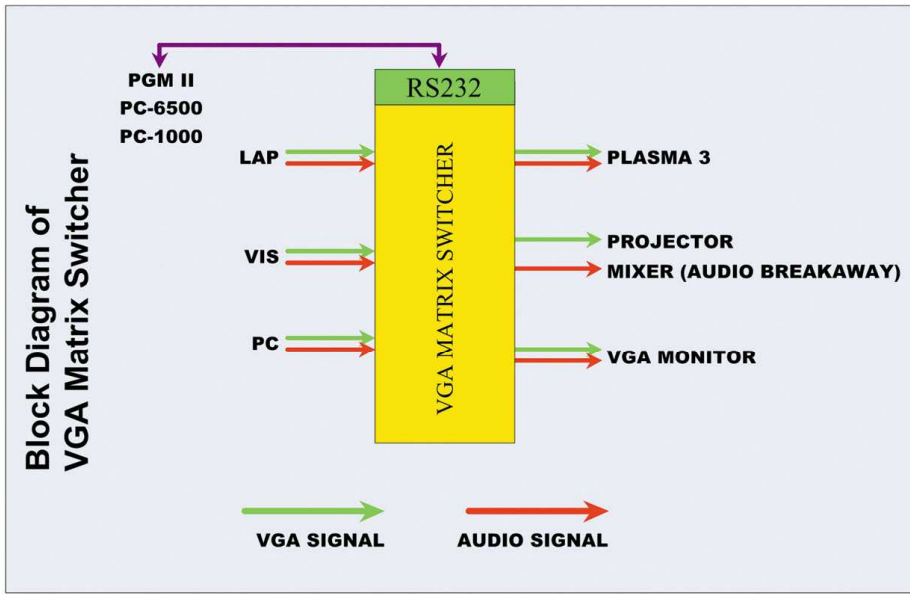 Block Diagram of
VGA Matrix Switcher
PGM II
PC-6500
PC-1000
RS232
VGA MATRIX SWITCHER
LAP
VIS
PC
PLASMA 3
PROJECTOR
MIXER (AUDIO BREAKAWAY)
VGA MONITOR
VGA SIGNAL
AUDIO SIGNAL